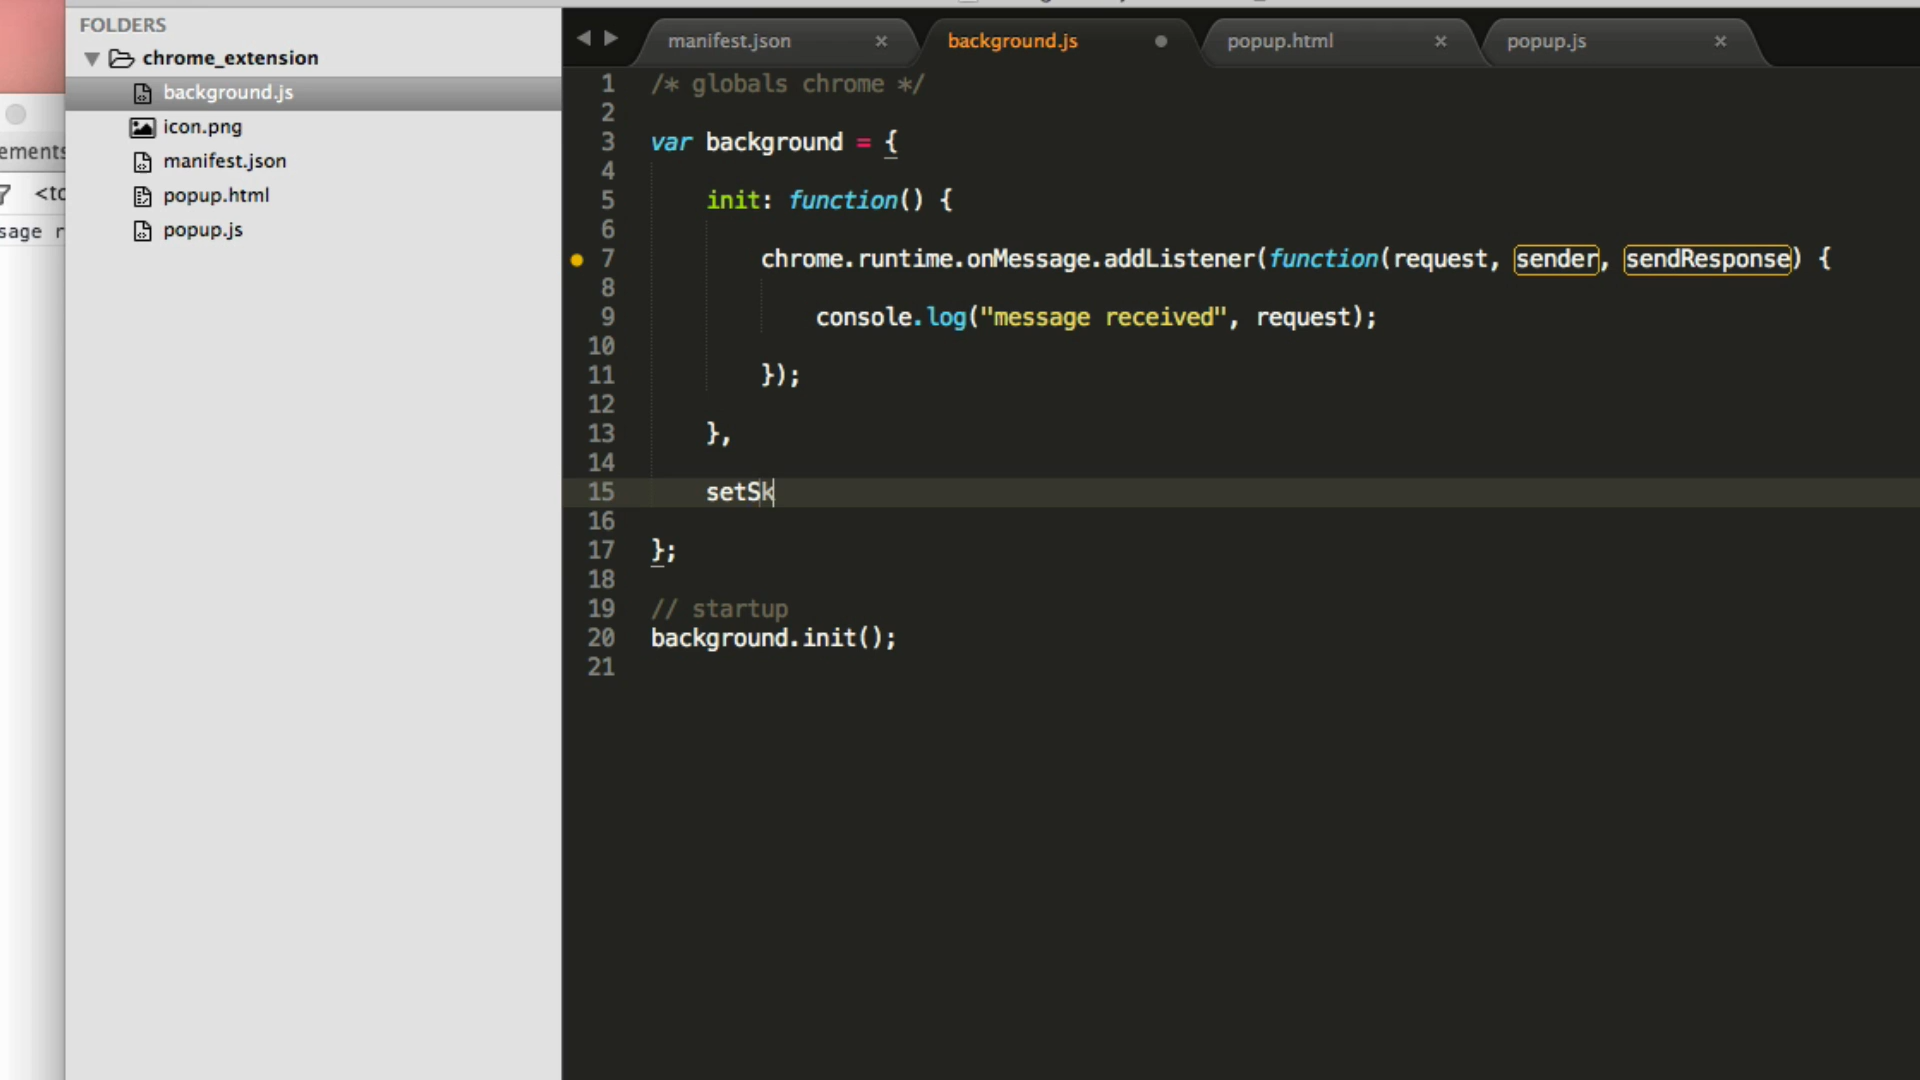 FOLDERS
chrome_extension
background.js
icon.png
manifest.json
popup.html
popup.js
ements
<to
sage r
manifest.json
background.js
popup.html
popup.js
1 /* globals chrome */
2
3 var background = {
4
5 init: function() {
6
7 chrome.runtime.onMessage.addListener(function(request, sender, sendResponse) {
8
9 console.log("message received", request);
10
11 });
12
13 },
14
15 setSk
16
17 };
18
19 // startup
20 background.init();
21